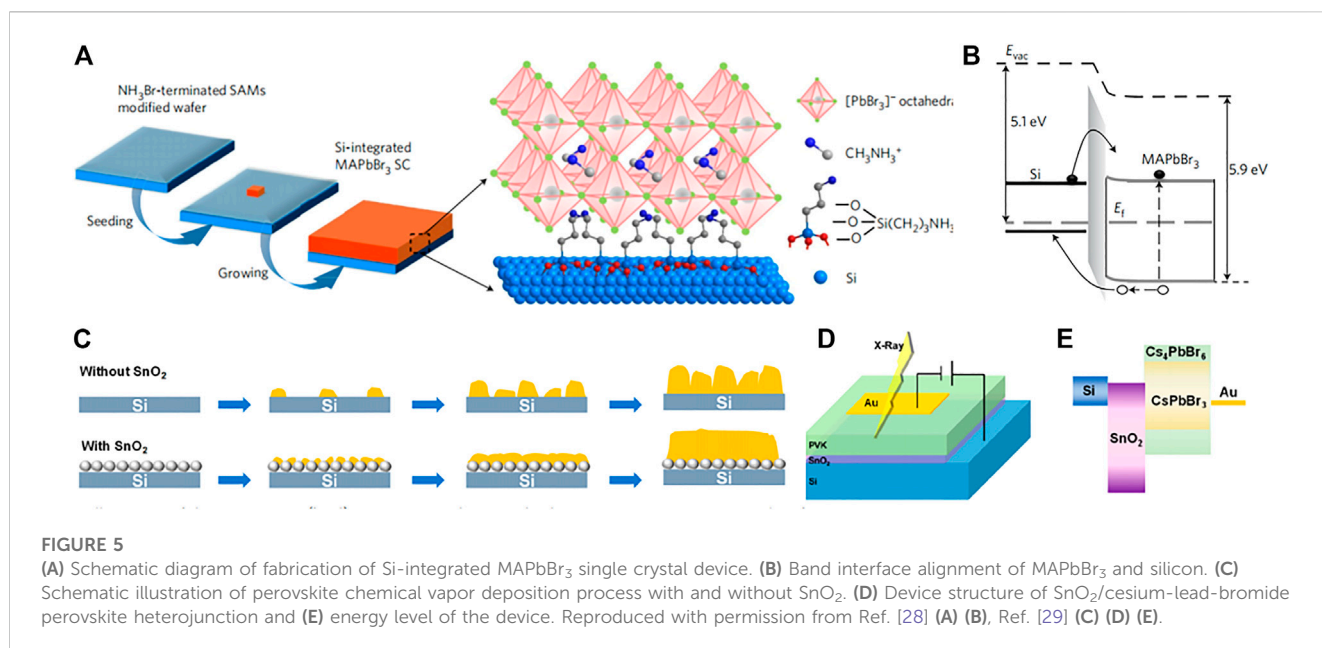 A
NH₃Br-terminated SAMs
modified wafer
Si-integrated
MAPbBr₃ SC
Seeding
Growing
[PbBr₃]⁻ octahedra
CH₃NH₃⁺
O
O
Si(CH₂)₃NH₃
O
Si
B
Evac
5.1 eV
Si
MAPbBr₃
5.9 eV
Ef
C
Without SnO₂
Si
Si
Si
Si
With SnO₂
Si
Si
Si
Si
D
X-Ray
Au
PVK
SnO₂
Si
E
Cs₄PbBr₆
Si
CsPbBr₃
Au
SnO₂
FIGURE 5
(A) Schematic diagram of fabrication of Si-integrated MAPbBr₃ single crystal device. (B) Band interface alignment of MAPbBr₃ and silicon. (C)
Schematic illustration of perovskite chemical vapor deposition process with and without SnO₂. (D) Device structure of SnO₂/cesium-lead-bromide
perovskite heterojunction and (E) energy level of the device. Reproduced with permission from Ref. [28] (A) (B), Ref. [29] (C) (D) (E).